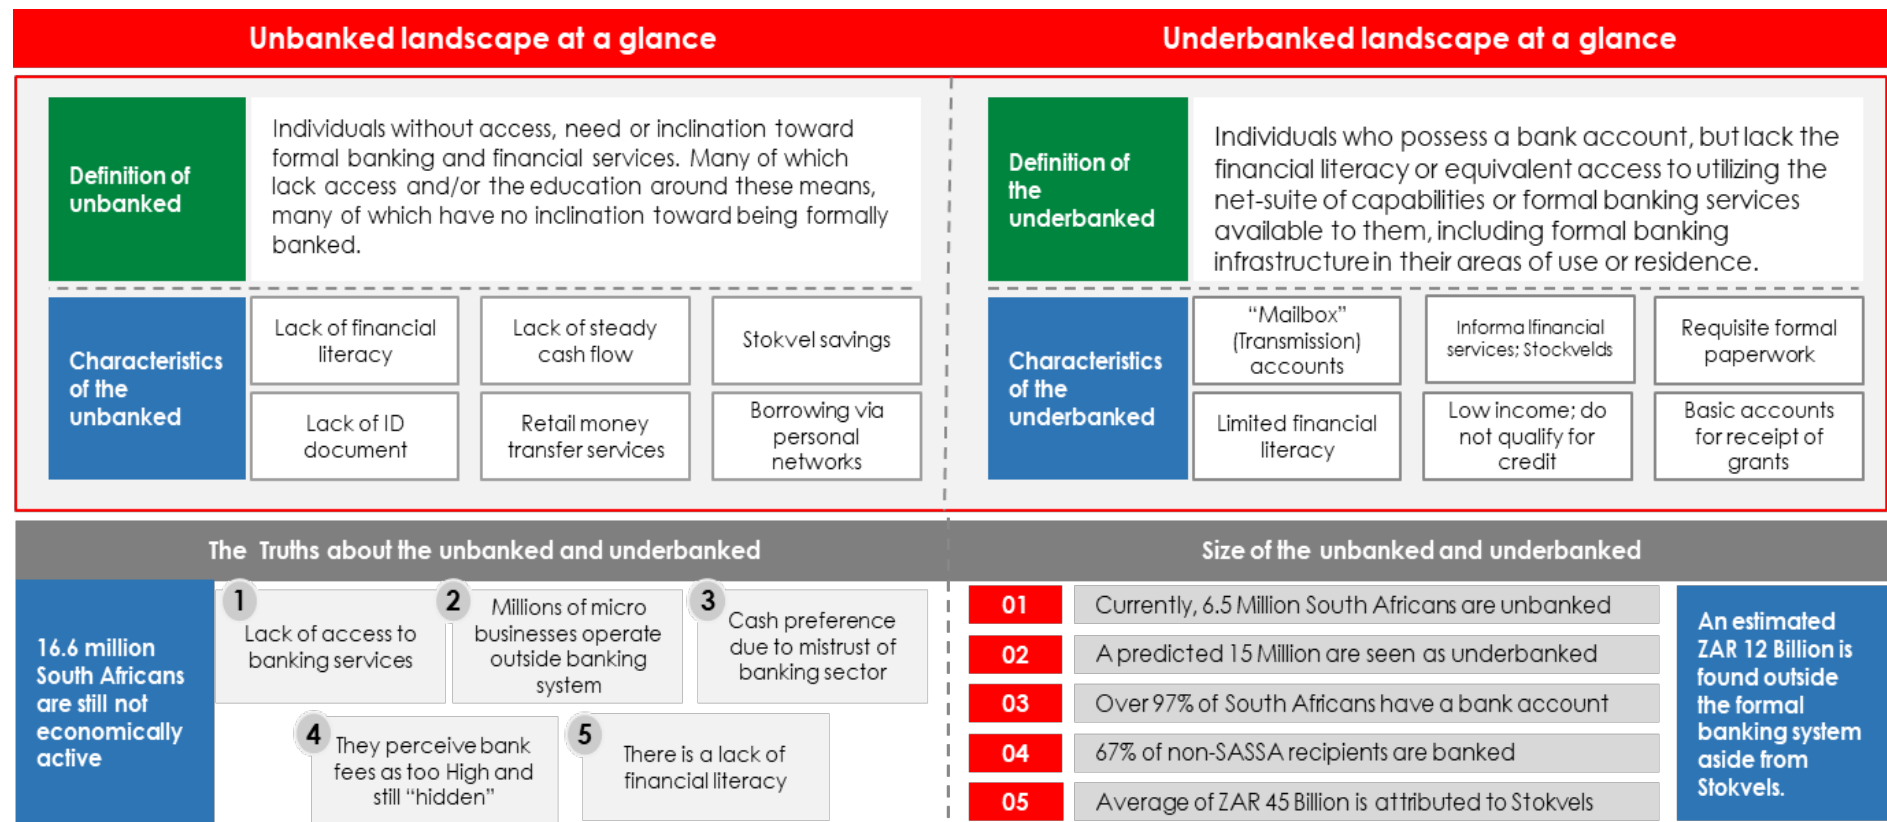 Unbanked landscape at a glance
Underbanked landscape at a glance
Definition of
unbanked
Individuals without access, need or inclination toward
formal banking and financial services. Many of which
lack access and/or the education around these means,
many of which have no inclination toward being formally
banked.
Characteristics
of the
unbanked
Lack of financial
literacy
Lack of steady
cash flow
Stokvel savings
Lack of ID
document
Retail money
transfer services
Borrowing via
personal
networks
Definition of
the
underbanked
Individuals who possess a bank account, but lack the
financial literacy or equivalent access to utilizing the
net-suite of capabilities or formal banking services
available to them, including formal banking
infrastructure in their areas of use or residence.
Characteristics
of the
underbanked
“Mailbox”
(Transmission)
accounts
Informa lfinancial
services; Stockvelds
Requisite formal
paperwork
Limited financial
literacy
Low income; do
not qualify for
credit
Basic accounts
for receipt of
grants
The Truths about the unbanked and underbanked
16.6 million
South Africans
are still not
economically
active
1
Lack of access to
banking services
2
Millions of micro
businesses operate
outside banking
system
3
Cash preference
due to mistrust of
banking sector
4
They perceive bank
fees as too High and
still “hidden”
5
There is a lack of
financial literacy
Size of the unbanked and underbanked
01
Currently, 6.5 Million South Africans are unbanked
02
A predicted 15 Million are seen as underbanked
03
Over 97% of South Africans have a bank account
04
67% of non-SASSA recipients are banked
05
Average of ZAR 45 Billion is attributed to Stokvels
An estimated
ZAR 12 Billion is
found outside
the formal
banking system
aside from
Stokvels.